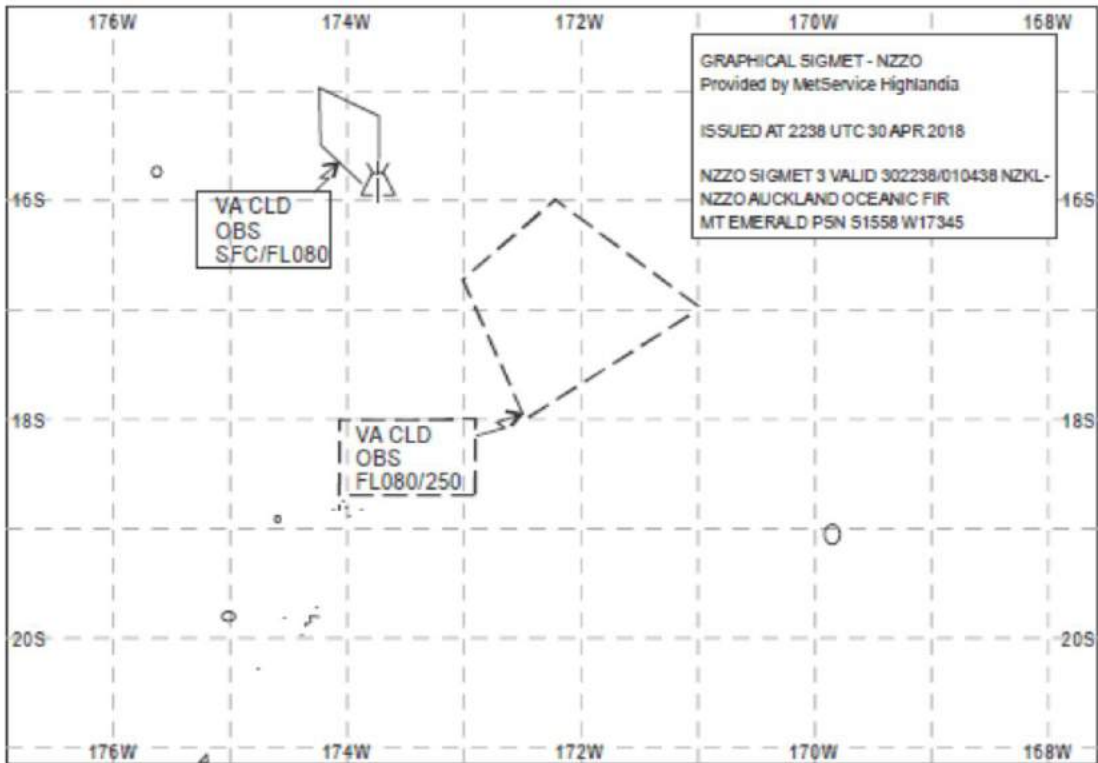 176W 174W 172W 170W 168W
GRAPHICAL SIGMET - NZZO
Provided by MetService Highlandia
ISSUED AT 2238 UTC 30 APR 2018
NZZO SIGMET 3 VALID 302238/010438 NZKL-
NZZO AUCKLAND OCEANIC FIR
MT EMERALD PSN S1558 W17345
16S
VA CLD
OBS
SFC/FL080
18S 18S
VA CLD
OBS
FL080/250
20S 20S
176W 174W 172W 170W 168W